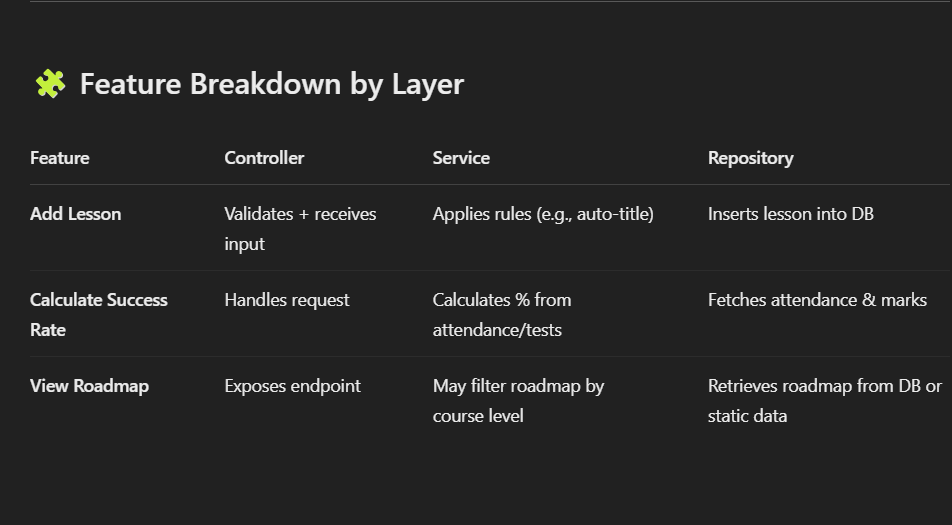 Feature Breakdown by Layer
Feature Controller Service Repository
Add Lesson Validates + receives Applies rules (e.g., auto-title) Inserts lesson into DB
input
Calculate Success Handles request Calculates % from Fetches attendance & marks
Rate attendance/tests
View Roadmap Exposes endpoint May filter roadmap by Retrieves roadmap from DB or
course level static data